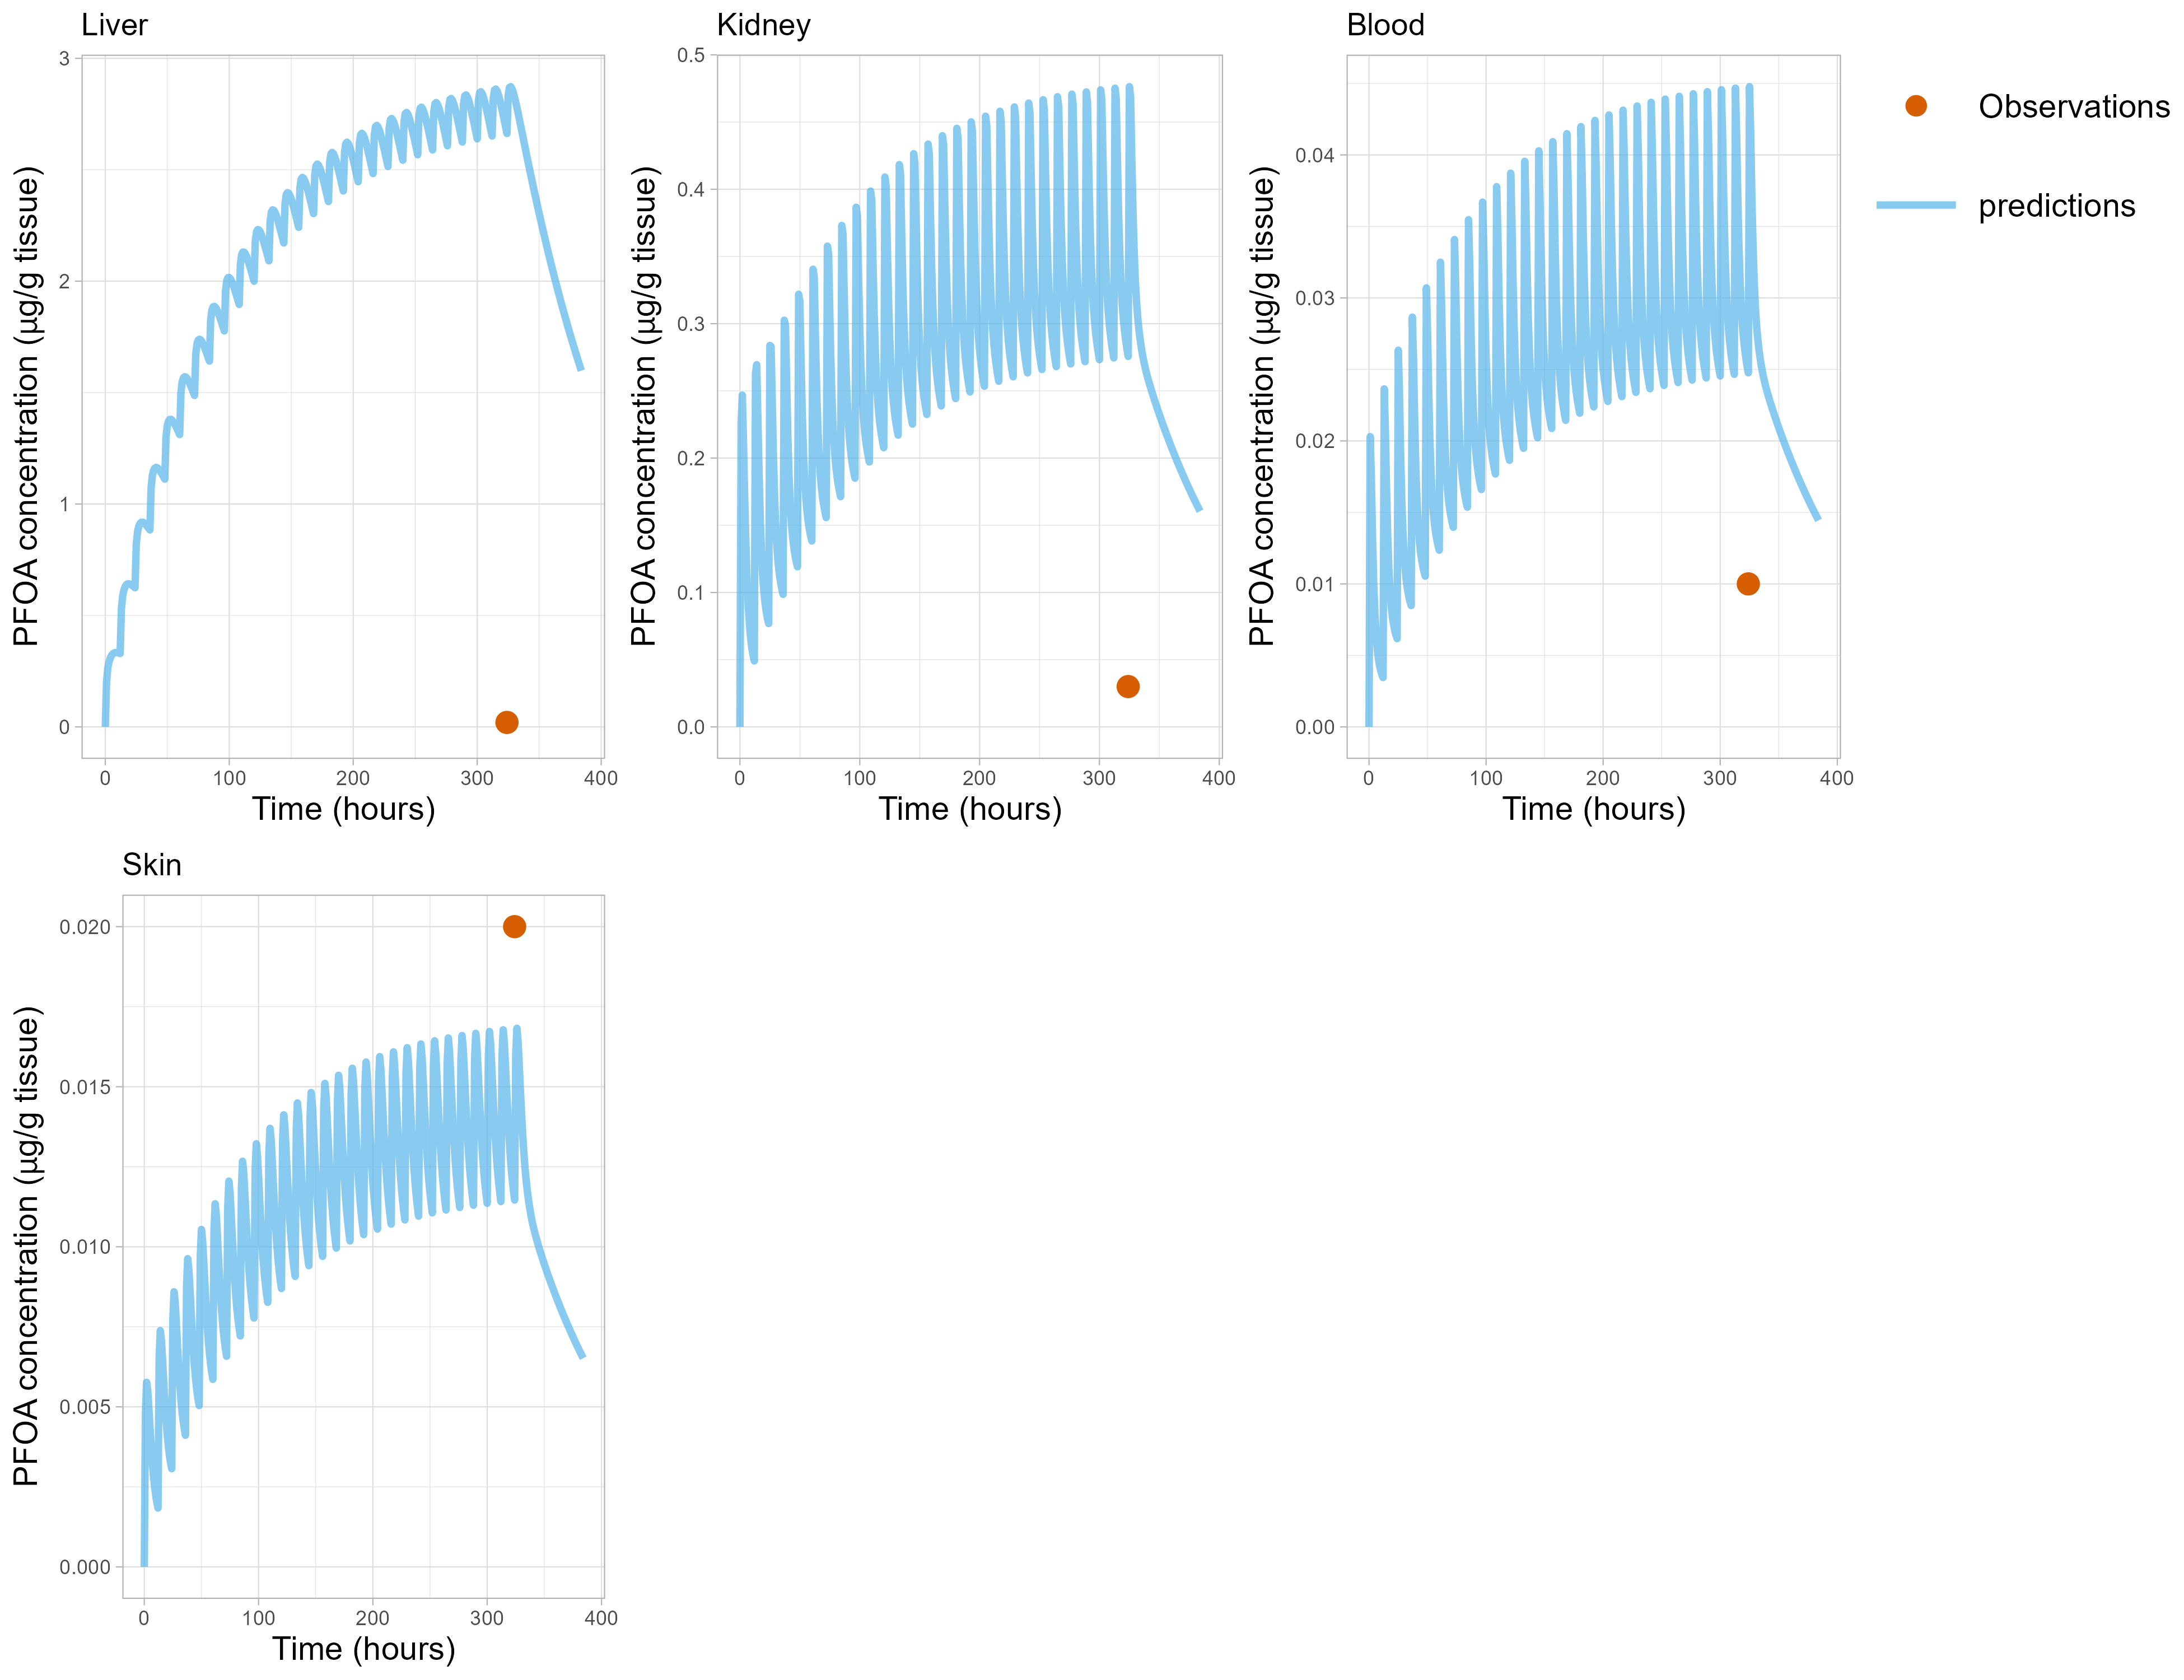 Liver
PFOA concentration (µg/g tissue)
3
2
1
0
0 100 200 300 400
Time (hours)
Kidney
PFOA concentration (µg/g tissue)
0.5
0.4
0.3
0.2
0.1
0.0
0 100 200 300 400
Time (hours)
Blood
PFOA concentration (µg/g tissue)
0.04
0.03
0.02
0.01
0.00
0 100 200 300 400
Time (hours)
Observations
predictions
Skin
PFOA concentration (µg/g tissue)
0.020
0.015
0.010
0.005
0.000
0 100 200 300 400
Time (hours)